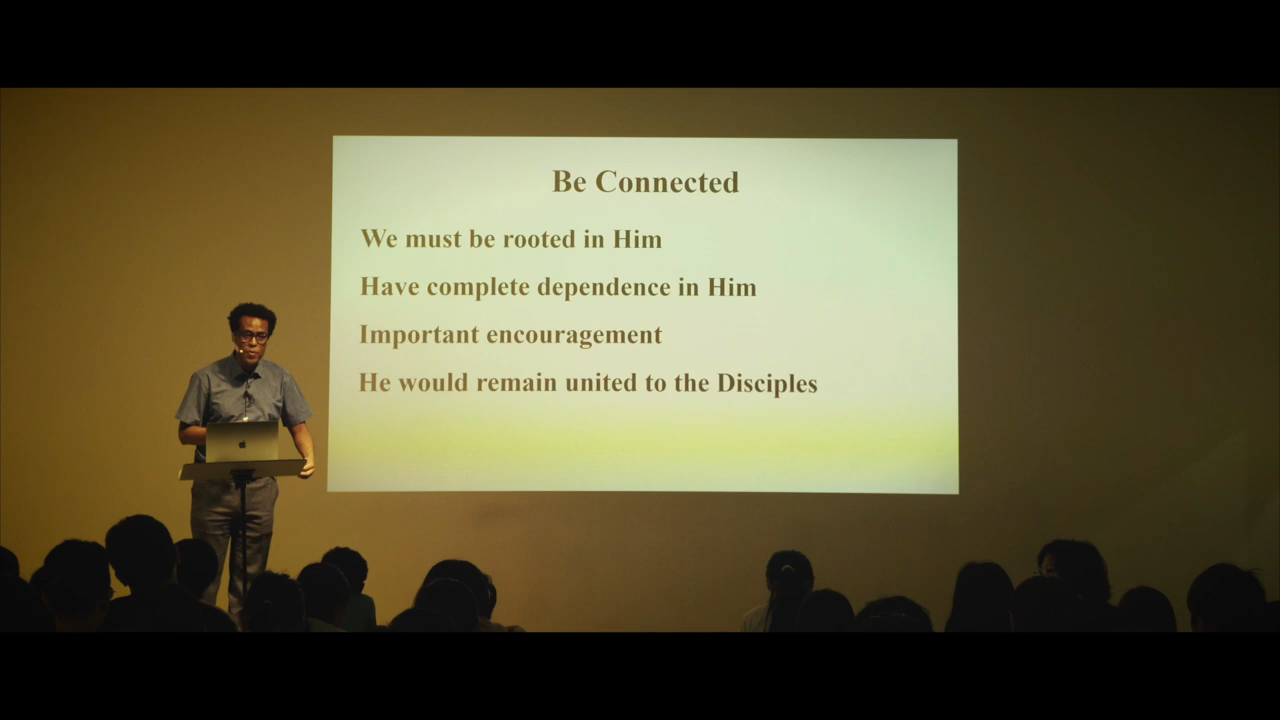 Be Connected
We must be rooted in Him
Have complete dependence in Him
Important encouragement
He would remain united to the Disciples